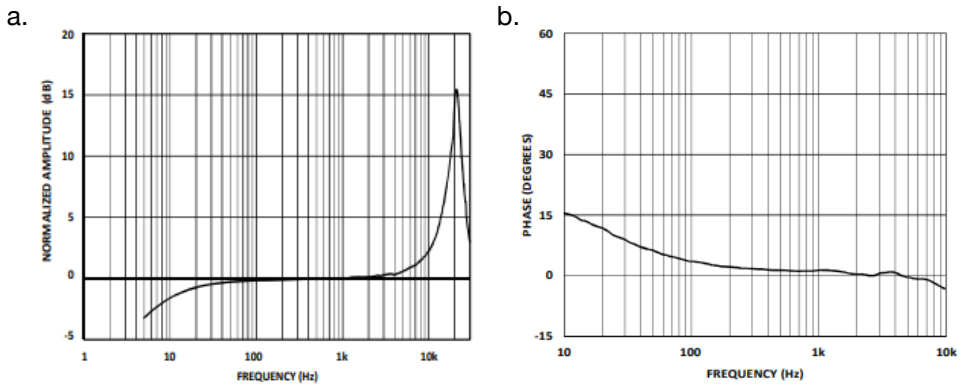 a.
20
15
10
5
0
-5
NORMALIZED AMPLITUDE (dB)
1
10
100
1k
10k
FREQUENCY (Hz)
b.
60
45
30
15
0
-15
PHASE (DEGREES)
10
100
1k
10k
FREQUENCY (Hz)